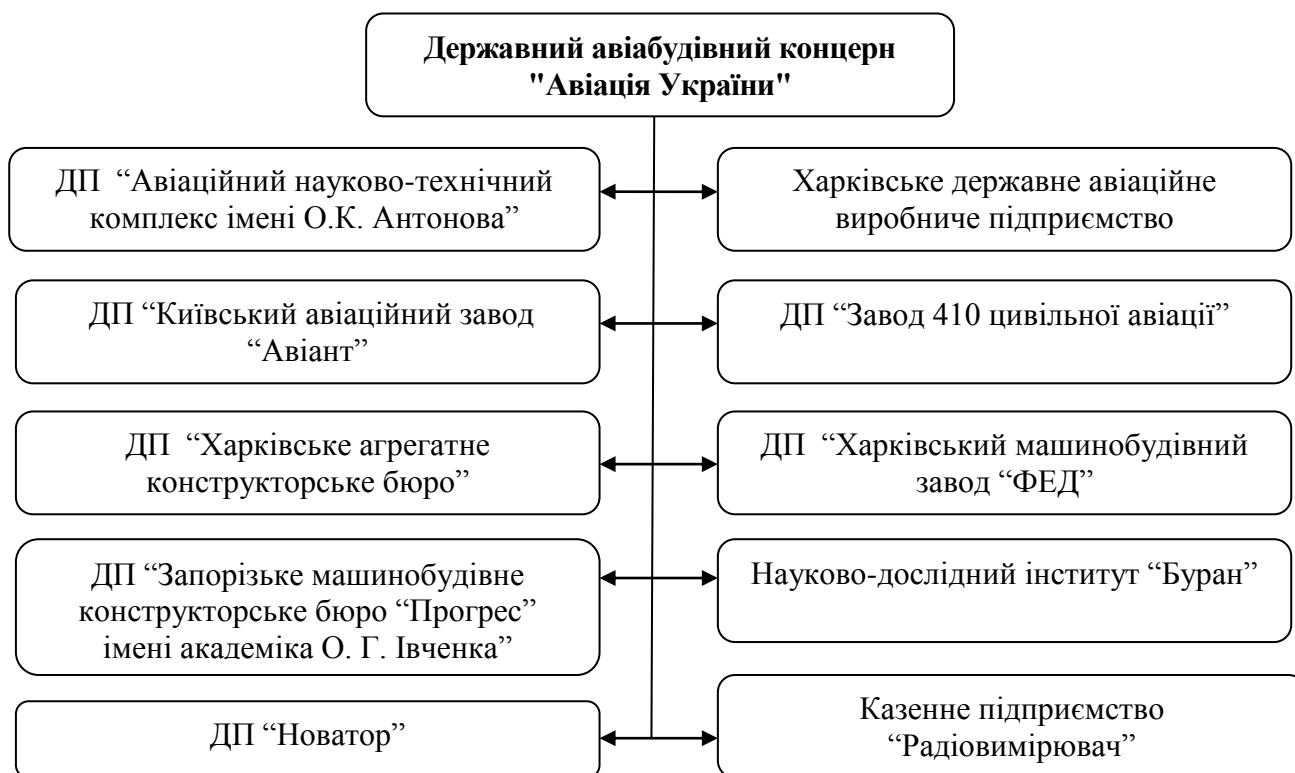 Державний авіабудівний концерн
"Авіація України"
ДП “Авіаційний науково-технічний
комплекс імені О.К. Антонова”
Харківське державне авіаційне
виробниче підприємство
ДП “Київський авіаційний завод
“Авіант”
ДП “Завод 410 цивільної авіації”
ДП “Харківське агрегатне
конструкторське бюро”
ДП “Харківський машинобудівний
завод “ФЕД”
ДП “Запорізьке машинобудівне
конструкторське бюро “Прогрес”
імені академіка О. Г. Івченка”
Науково-дослідний інститут “Буран”
ДП “Новатор”
Казенне підприємство
“Радіовимірювач”